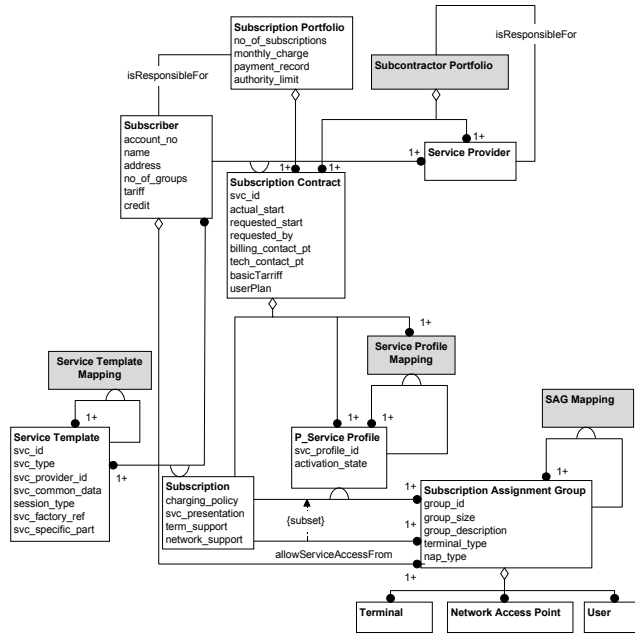 Subscription Portfolio
no_of_subscriptions
monthly_charge
payment_record
authority_limit
isResponsibleFor
isResponsibleFor
Subcontractor Portfolio
Subscriber
account_no
name
address
no_of_groups
tariff
credit
1+
1+
1+
1+
Service Provider
Subscription Contract
svc_id
actual_start
requested_start
requested_by
billing_contact_pt
tech_contact_pt
basicTarriff
userPlan
1+
Service Template
Mapping
Service Profile
Mapping
SAG Mapping
1+
1+
1+
Service Template
svc_id
svc_type
svc_provider_id
svc_common_data
session_type
svc_factory_ref
svc_specific_part
1+
P_Service Profile
svc_profile_id
activation_state
1+
Subscription
charging_policy
svc_presentation
term_support
network_support
{subset}
allowServiceAccessFrom
1+
1+
1+
Subscription Assignment Group
group_id
group_size
group_description
terminal_type
nap_type
Terminal
Network Access Point
User